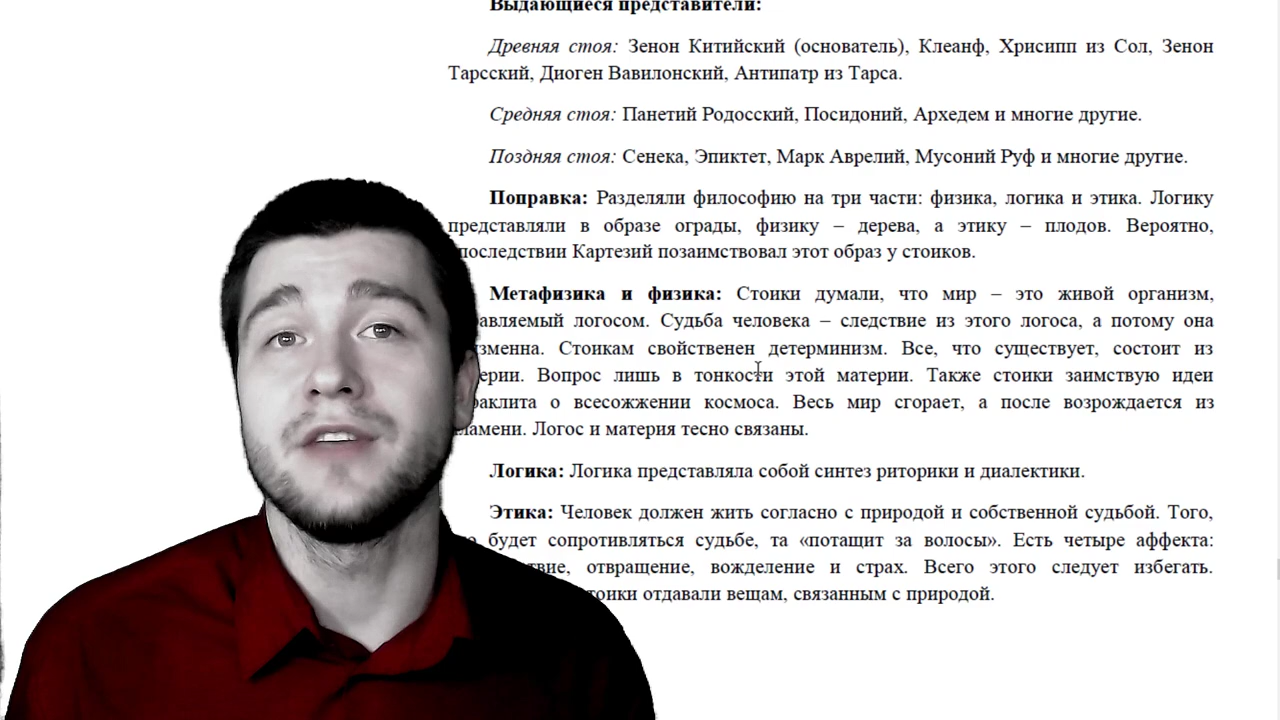 Выдающиеся представители:
Древняя стоя: Зенон Китийский (основатель), Клеанф, Хрисипп из Сол, Зенон
Тарсский, Диоген Вавилонский, Антипатр из Тарса.
Средняя стоя: Панетий Родосский, Посидоний, Архедем и многие другие.
Поздняя стоя: Сенека, Эпиктет, Марк Аврелий, Мусоний Руф и многие другие.
Поправка: Разделяли философию на три части: физика, логика и этика. Логику
представляли в образе ограды, физику – дерева, а этику – плодов. Вероятно,
последствии Картезий позаимствовал этот образ у стоиков.
Метафизика и физика: Стоики думали, что мир – это живой организм,
логосом. Судьба человека – следствие из этого логоса, а потому она
Стоикам свойственен детерминизм. Все, что существует, состоит из
Вопрос лишь в тонкости этой материи. Также стоики заимствую идеи
о всесожжении космоса. Весь мир сгорает, а после возрождается из
Логос и материя тесно связаны.
Логика: Логика представляла собой синтез риторики и диалектики.
Этика: Человек должен жить согласно с природой и собственной судьбой. Того,
будет сопротивляться судьбе, та «потащит за волосы». Есть четыре аффекта:
отвращение, вожделение и страх. Всего этого следует избегать.
отдавали вещам, связанным с природой.